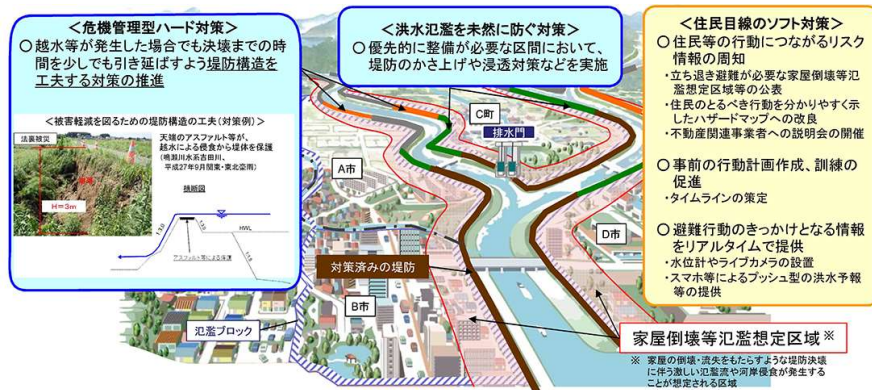 ＜危機管理型ハード対策＞
○ 越水等が発生した場合でも決壊までの時
間を少しでも引き延ばすよう堤防構造を
工夫する対策の推進
＜被害軽減を図るための堤防構造の工夫（対策例）＞
法裏被災
H=3m
天端のアスファルト等が、
越水による侵食から堤体を保護
（鳴瀬川水系吉田川、
平成27年9月関東・東北豪雨）
横断図
HWL
アスファルト等による保護
＜洪水氾濫を未然に防ぐ対策＞
○ 優先的に整備が必要な区間において、
堤防のかさ上げや浸透対策などを実施
C町
排水門
A市
D市
対策済みの堤防
B市
氾濫ブロック
＜住民目線のソフト対策＞
○ 住民等の行動につながるリスク
情報の周知
・立ち退き避難が必要な家屋倒壊等氾
濫想定区域等の公表
・住民のとるべき行動を分かりやすく示
したハザードマップへの改良
・不動産関連事業者への説明会の開催
○ 事前の行動計画作成、訓練の
促進
・タイムラインの策定
○ 避難行動のきっかけとなる情報
をリアルタイムで提供
・水位計やライブカメラの設置
・スマホ等によるプッシュ型の洪水予報
等の提供
家屋倒壊等氾濫想定区域※
※ 家屋の倒壊・流失をもたらすような堤防決壊
に伴う激しい氾濫流や河岸侵食が発生する
ことが想定される区域